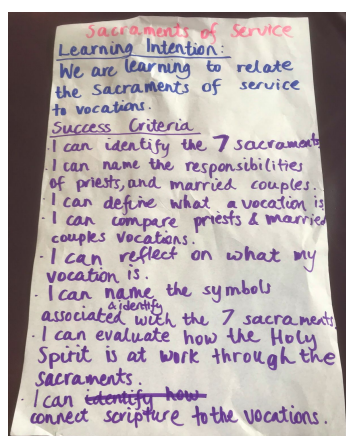 Sacraments of Service
Learning Intention:
We are learning to relate
the sacraments of service
to vocations.
Success Criteria
· I can identify the 7 sacraments
· I can name the responsibilities
of priests, and married couples.
· I can define what a vocation is
· I can compare priests & married
couples vocations.
· I can reflect on what my
vocation is.
· I can name the symbols
& identify
associated with the 7 sacraments
· I can evaluate how the Holy
Spirit is at work through the
sacraments.
· I can identify how
connect scripture to the vocations.